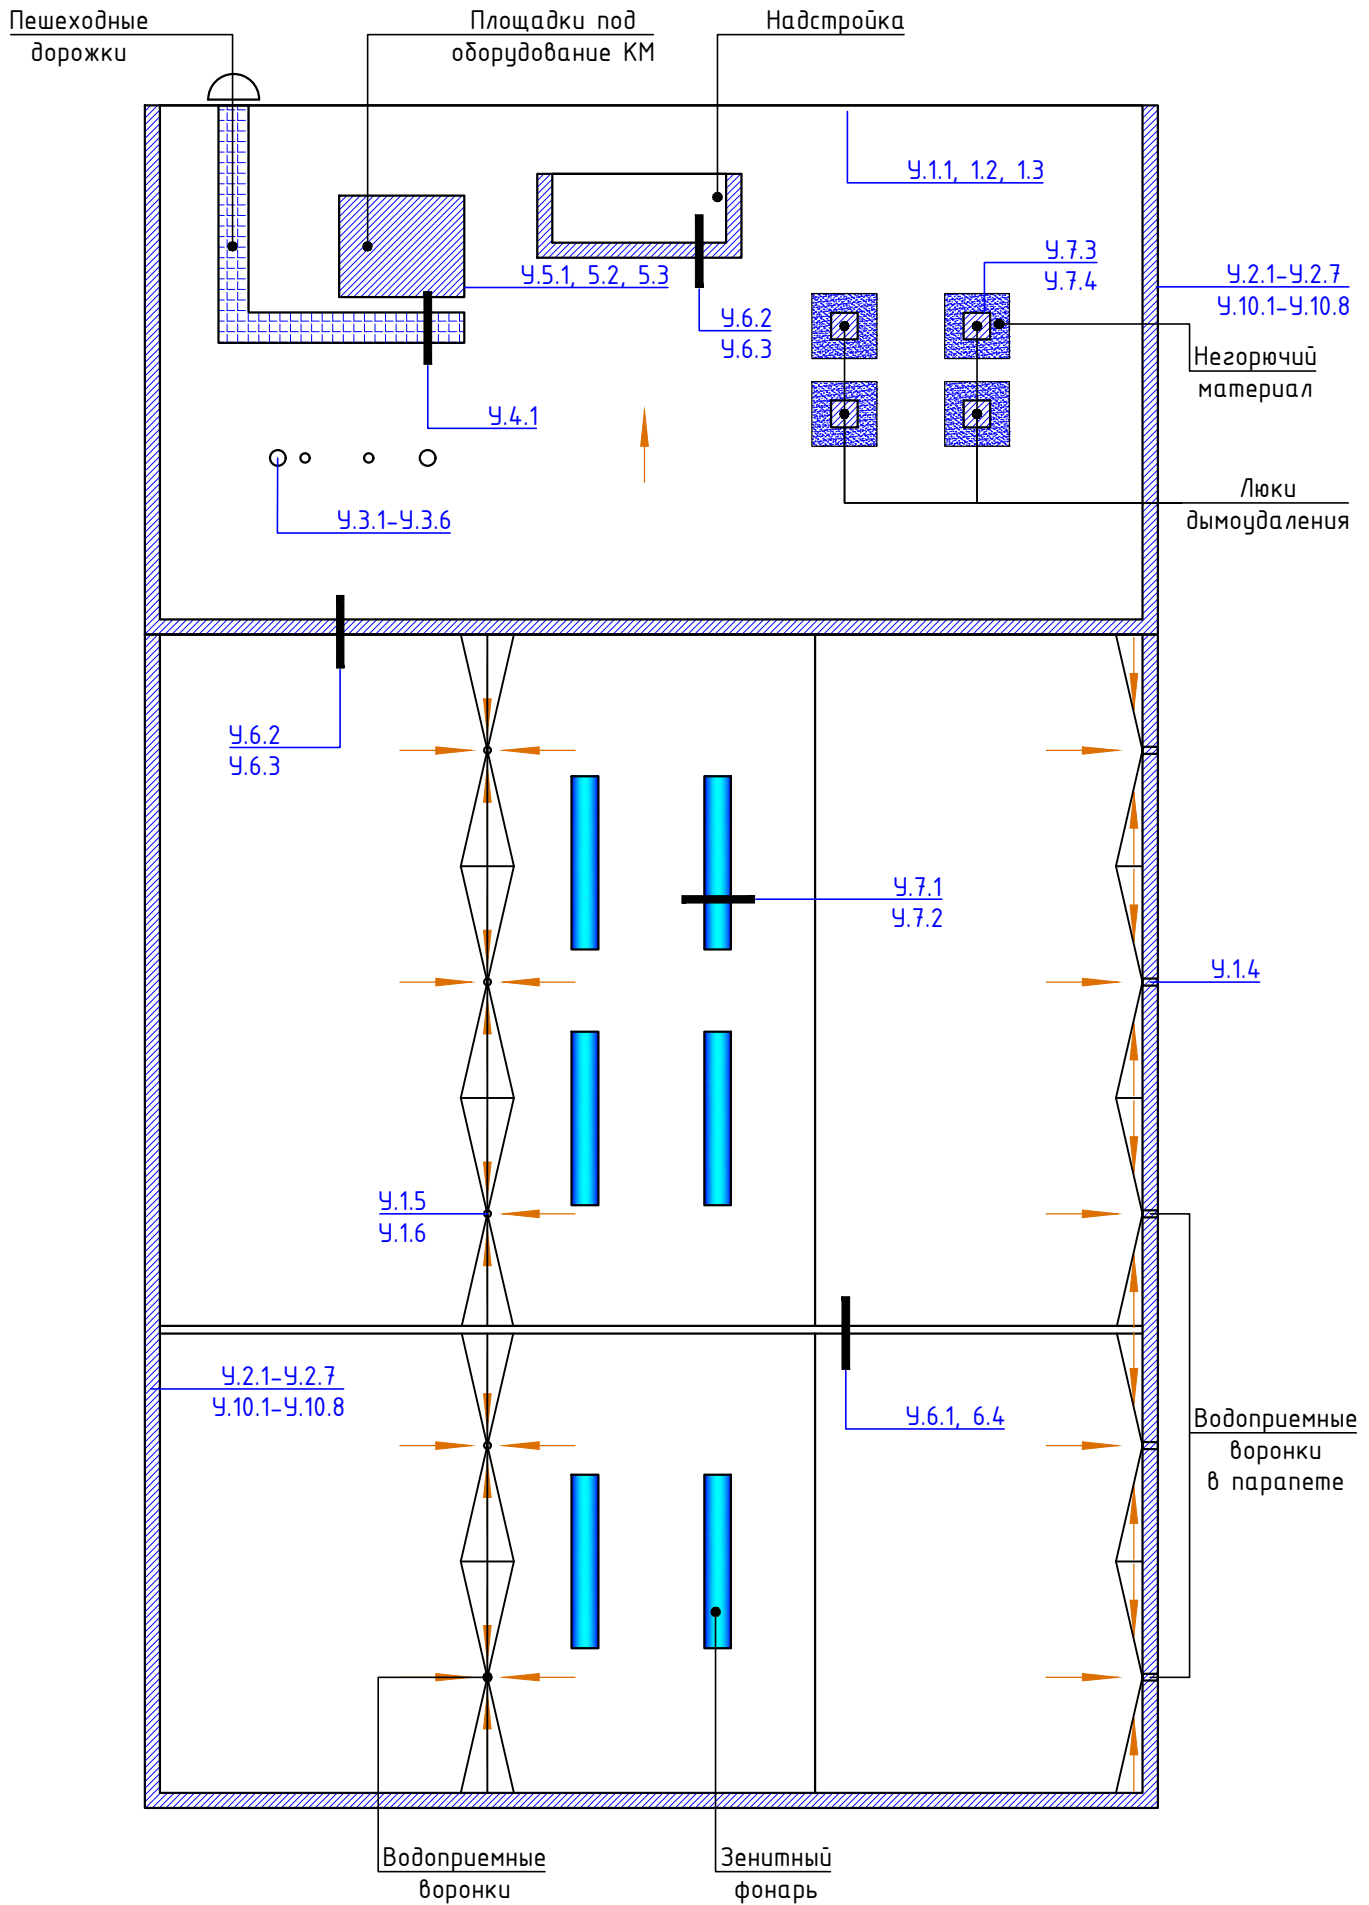 Пешеходные
дорожки
Площадки под
оборудование КМ
Надстройка
У.1.1, 1.2, 1.3
У.5.1, 5.2, 5.3
У.7.3
У.7.4
У.2.1-У.2.7
У.10.1-У.10.8
У.6.2
У.6.3
Негорючий
материал
У.4.1
Люки
дымоудаления
У.3.1-У.3.6
У.6.2
У.6.3
У.7.1
У.7.2
У.1.4
У.1.5
У.1.6
У.2.1-У.2.7
У.10.1-У.10.8
У.6.1, 6.4
Водоприемные
воронки
в парапете
Водоприемные
воронки
Зенитный
фонарь